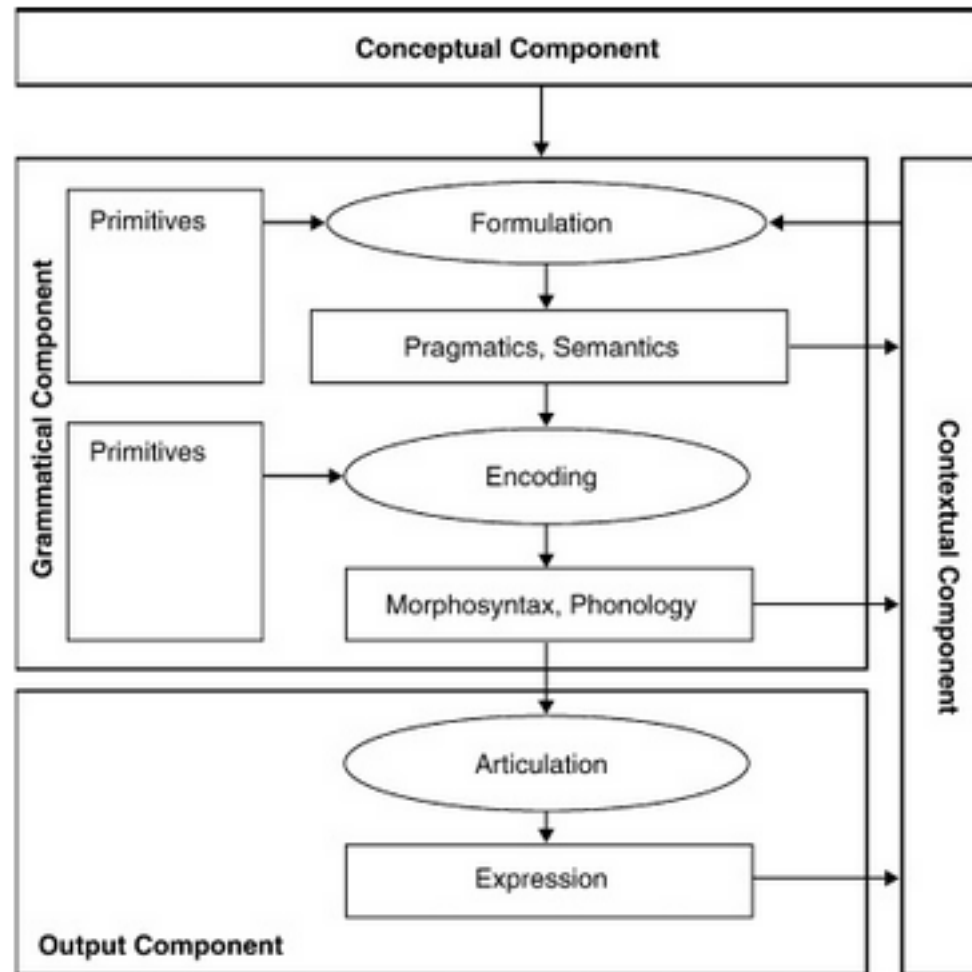 Conceptual Component
Grammatical Component
Primitives
Formulation
Pragmatics, Semantics
Primitives
Encoding
Morphosyntax, Phonology
Contextual Component
Articulation
Expression
Output Component